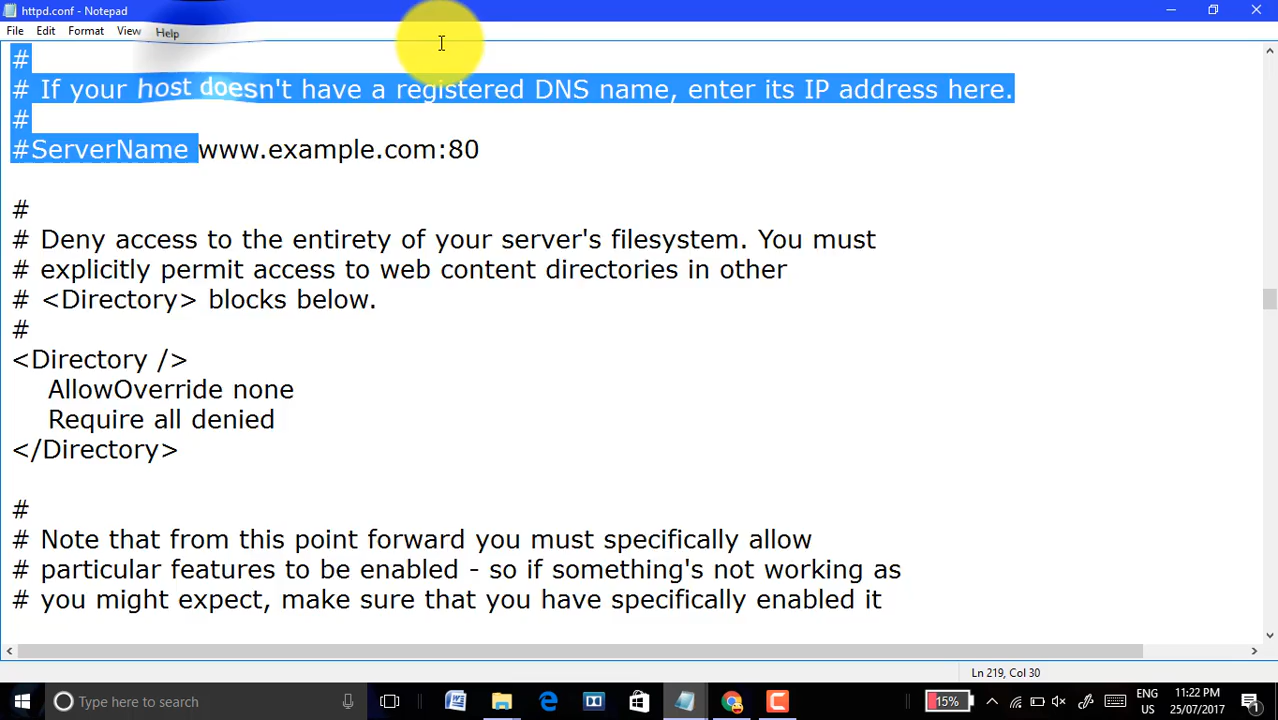 httpd.conf - Notepad
File Edit Format View Help
#
# If your host doesn't have a registered DNS name, enter its IP address here.
#
#ServerName www.example.com:80
#
# Deny access to the entirety of your server's filesystem. You must
# explicitly permit access to web content directories in other
# <Directory> blocks below.
#
<Directory />
AllowOverride none
Require all denied
</Directory>
#
# Note that from this point forward you must specifically allow
# particular features to be enabled - so if something's not working as
# you might expect, make sure that you have specifically enabled it
Ln 219, Col 30
Type here to search
15%
ENG
US
11:22 PM
25/07/2017
1